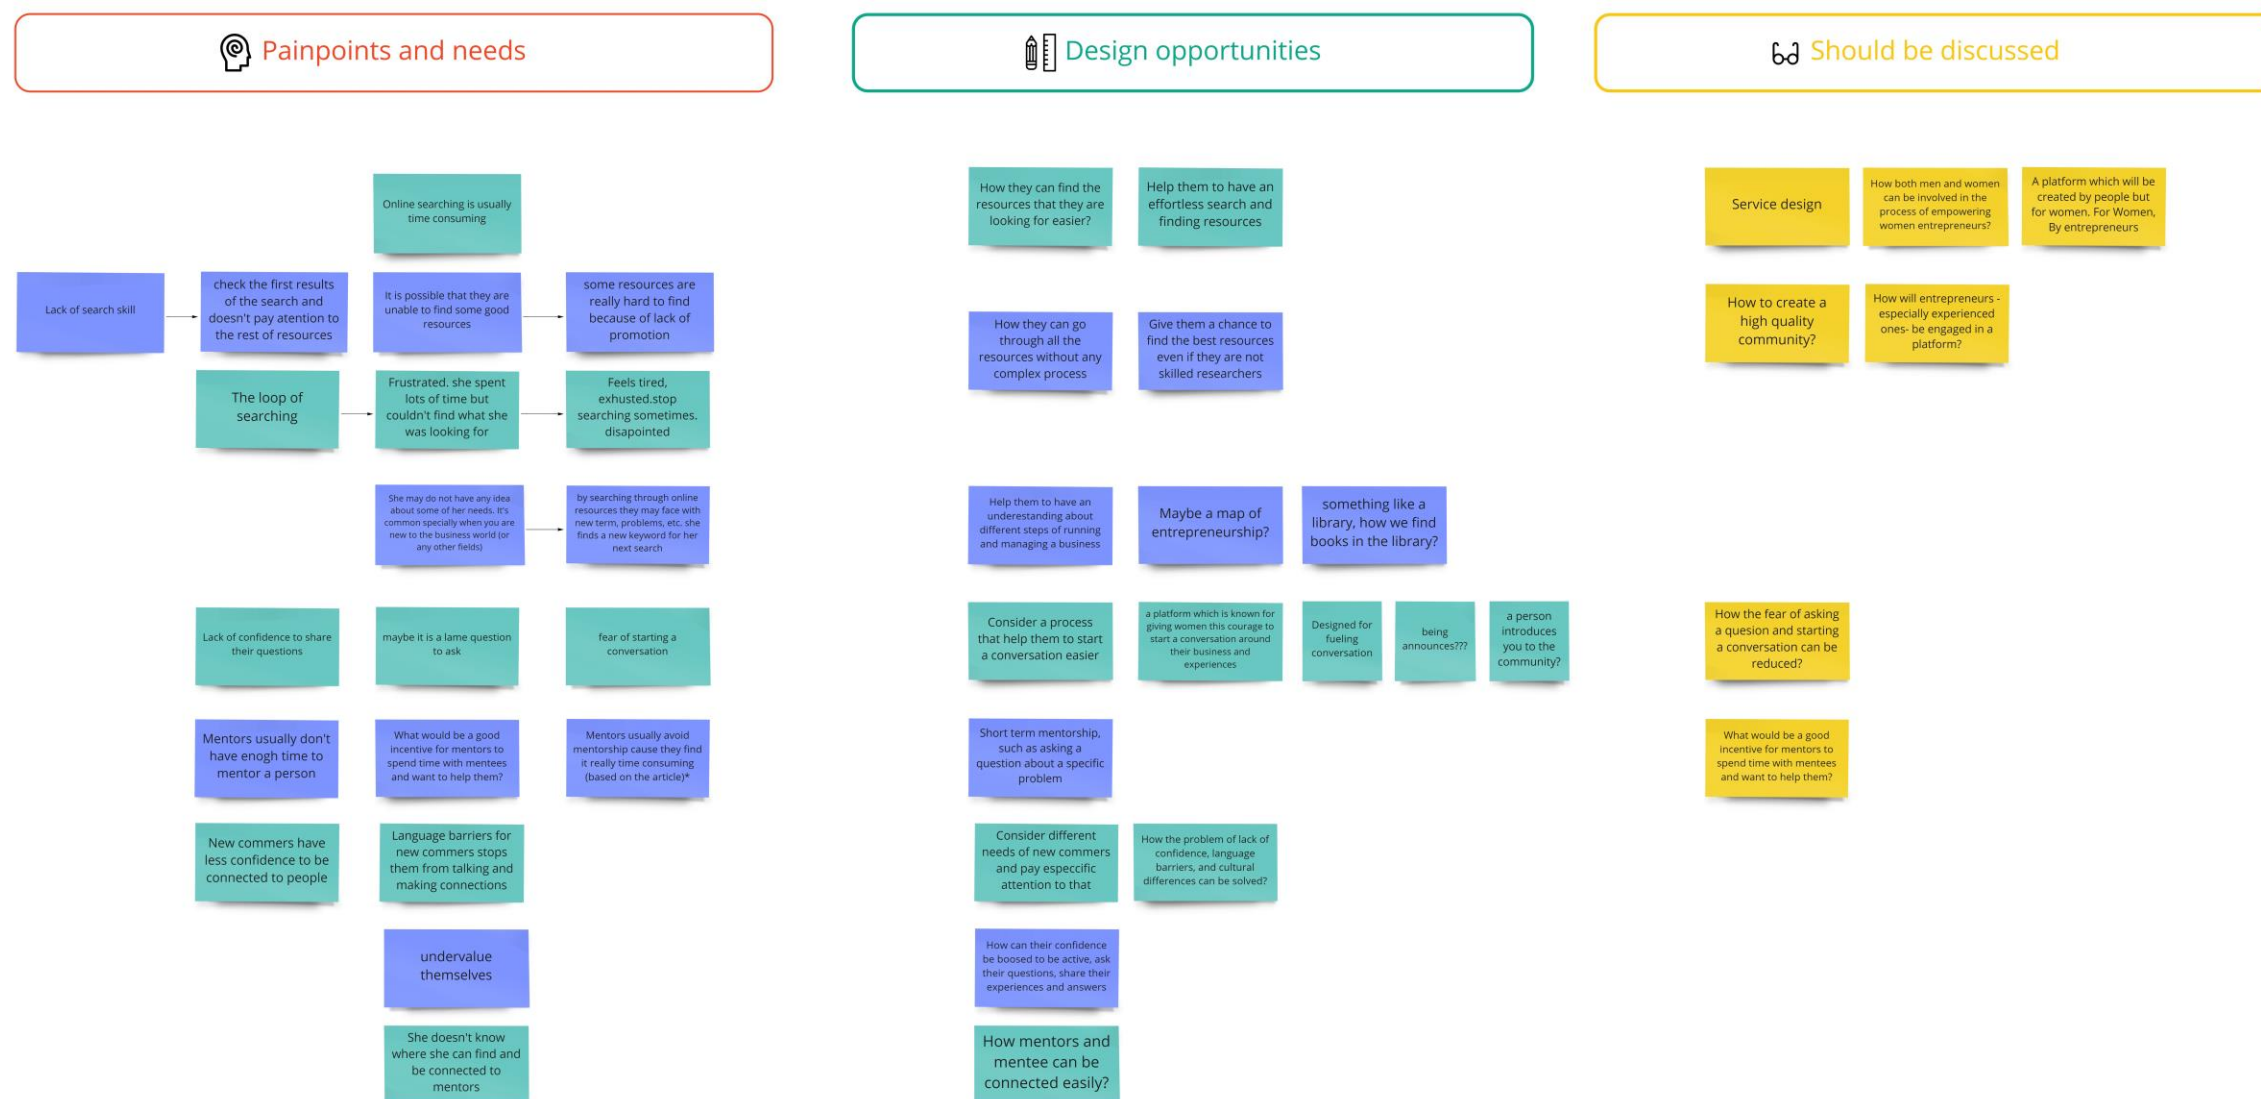 Painpoints and needs
Design opportunities
Should be discussed
Online searching is usually
time consuming
Lack of search skill
check the first results
of the search and
doesn't pay atention to
the rest of resources
It is possible that they are
unable to find some good
resources
some resources are
really hard to find
because of lack of
promotion
The loop of
searching
Frustrated. she spent
lots of time but
couldn't find what she
was looking for
Feels tired,
exhusted.stop
searching sometimes.
disapointed
She may do not have any idea
about some of her needs. It's
common specially when you are
new to the business world (or
any other fields)
by searching through online
resources they may face with
new term, problems, etc. she
finds a new keyword for her
next search
Lack of confidence to share
their questions
maybe it is a lame question
to ask
fear of starting a
conversation
Mentors usually don't
have enogh time to
mentor a person
What would be a good
incentive for mentors to
spend time with mentees
and want to help them?
Mentors usually avoid
mentorship cause they find
it really time consuming
(based on the article)*
New commers have
less confidence to be
connected to people
Language barriers for
new commers stops
them from talking and
making connections
undervalue
themselves
She doesn't know
where she can find and
be connected to
mentors
How they can find the
resources that they are
looking for easier?
Help them to have an
effortless search and
finding resources
How they can go
through all the
resources without any
complex process
Give them a chance to
find the best resources
even if they are not
skilled researchers
Help them to have an
underestanding about
different steps of running
and managing a business
Maybe a map of
entrepreneurship?
something like a
library, how we find
books in the library?
Consider a process
that help them to start
a conversation easier
a platform which is known for
giving women this courage to
start a conversation around
their business and
experiences
Designed for
fueling
conversation
being
announces???
a person
introduces
you to the
community?
Short term mentorship,
such as asking a
question about a specific
problem
Consider different
needs of new commers
and pay especcific
attention to that
How the problem of lack of
confidence, language
barriers, and cultural
differences can be solved?
How can their confidence
be boosed to be active, ask
their questions, share their
experiences and answers
How mentors and
mentee can be
connected easily?
Service design
How both men and women
can be involved in the
process of empowering
women entrepreneurs?
A platform which will be
created by people but
for women. For Women,
By entrepreneurs
How to create a
high quality
community?
How will entrepreneurs -
especially experienced
ones- be engaged in a
platform?
How the fear of asking
a quesion and starting
a conversation can be
reduced?
What would be a good
incentive for mentors to
spend time with mentees
and want to help them?